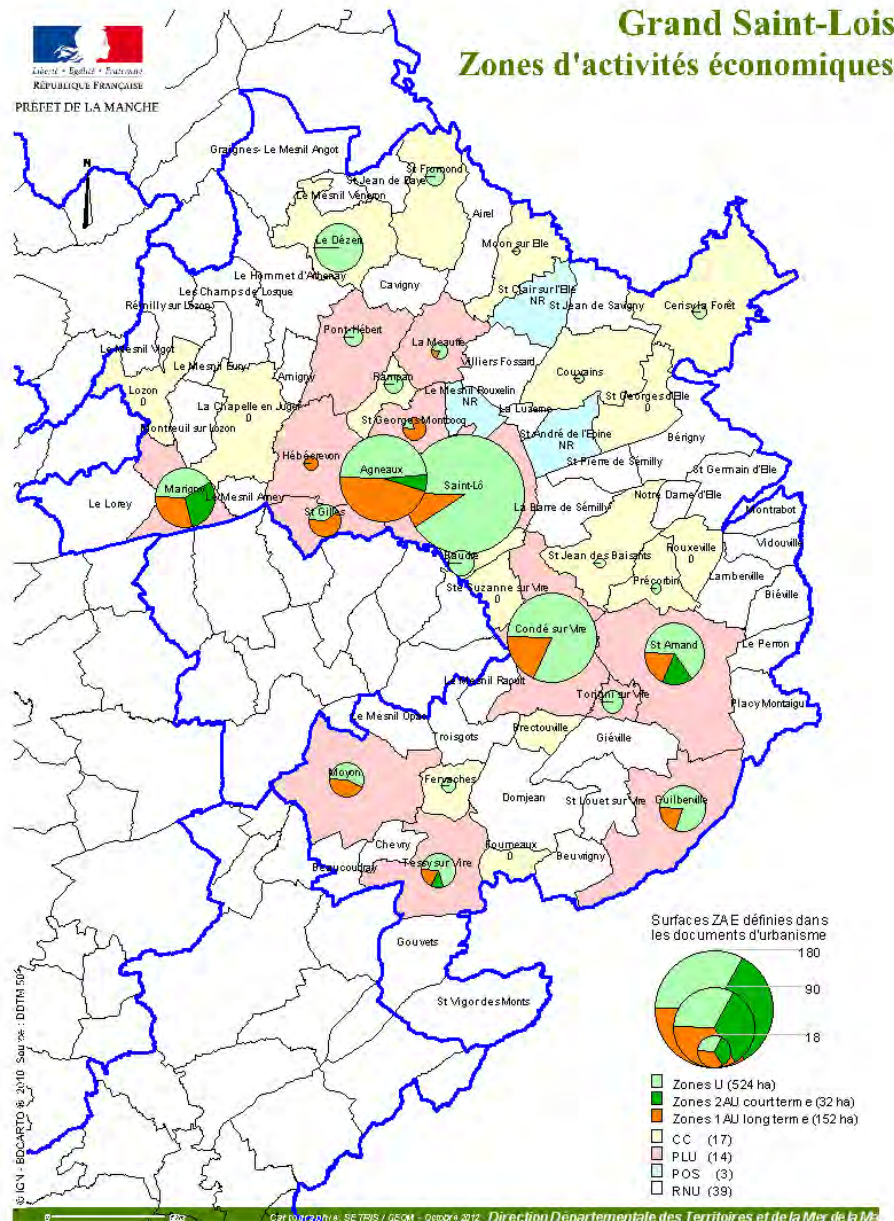 Grand Saint-Lois
Zones d'activités économiques
Liberté • Égalité • Fraternité
RÉPUBLIQUE FRANÇAISE
PRÉFET DE LA MANCHE
N
Graignes- Le Mesnil Angot
St Fromond
St Jean de Daye
Le Mesnil Véneron
Airel
Le Dézert
Moon sur Elle
Le Hommet d'Arthenay
Cavigny
St Clair sur l'Elle
NR
St Jean de Savigny
Cerisy la Forêt
Les Champs de Losque
Rémilly sur Lozon
Pont-Hébert
La Meauffe
Villiers Fossard
Le Mesnil Vigot
Le Mesnil Eury
Amigny
Rampan
Couvains
Lozon
0
La Chapelle en Juger
0
Le Mesnil Rouxelin
NR
La Luzerne
St Georges d'Elle
0
Montreuil sur Lozon
St Georges Montcocq
St André de l'Epine
NR
Bérigny
Hébécrevon
Agneaux
Saint-Lô
St Pierre de Sémilly
St Germain d'Elle
Marigny
Le Lorey
Le Mesnil Amey
St Gilles
La Barre de Sémilly
Notre Dame d'Elle
Montrabot
Vidouville
Baudre
St Jean des Baisants
Rouxeville
0
Ste Suzanne sur Vire
0
Précorbin
Lambeville
Biéville
Condé sur Vire
St Amand
Le Perron
Le Mesnil Raoult
Torigni sur Vire
Placy Montaigu
Le Mesnil Opac
Troisgots
Brectouville
Giéville
Moyon
Fervaches
Domjean
St Louet sur Vire
Guilberville
Chevry
Fourneaux
0
Beuvrigny
Beaucoudray
Tessy sur Vire
Gouvets
St Vigor des Monts
Surfaces ZAE définies dans
les documents d'urbanisme
180
90
18
Zones U (524 ha)
Zones 2AU court terme (32 ha)
Zones 1AU long terme (152 ha)
CC (17)
PLU (14)
POS (3)
RNU (39)
© IGN - BDCARTO ® 2010 Source : DDTM 50
0
Cartographie: SETRIS / GEOM - Octobre 2012 Direction Départementale des Territoires et de la Mer de la Ma